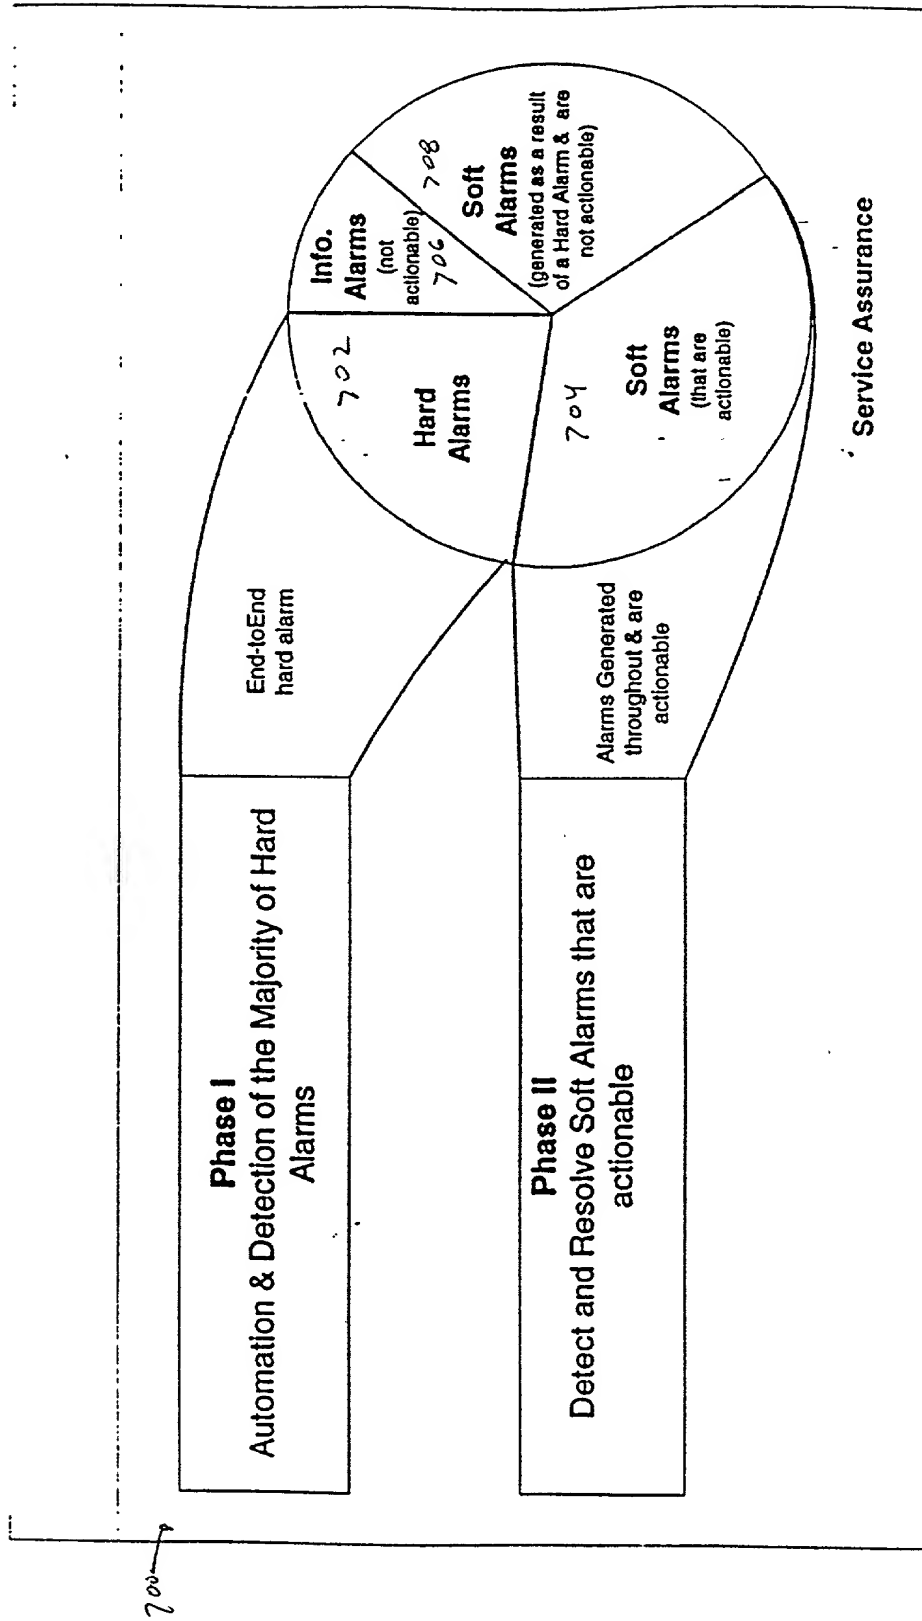 700
Phase I
Automation & Detection of the Majority of Hard
Alarms
End-toEnd
hard alarm
702
Hard
Alarms
Info.
Alarms
(not
actionable)
706
708
Soft
Alarms
(generated as a result
of a Hard Alarm & are
not actionable)
Phase II
Detect and Resolve Soft Alarms that are
actionable
Alarms Generated
throughout & are
actionable
704
Soft
Alarms
(that are
actionable)
Service Assurance